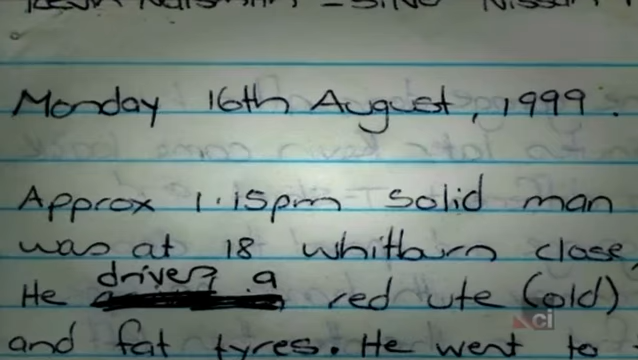 Monday 16th August, 1999.
Approx 1.15pm solid man
was at 18 whitburn close,
drives a
He red ute (old)
and fat tyres. He went to
ci